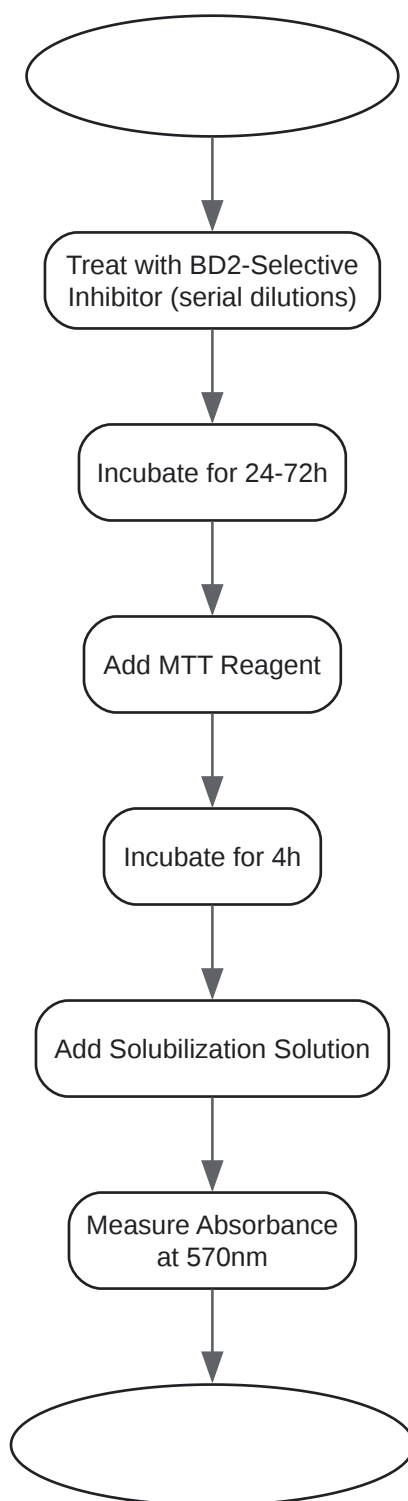 Treat with BD2-Selective
Inhibitor (serial dilutions)
Incubate for 24-72h
Add MTT Reagent
Incubate for 4h
Add Solubilization Solution
Measure Absorbance
at 570nm